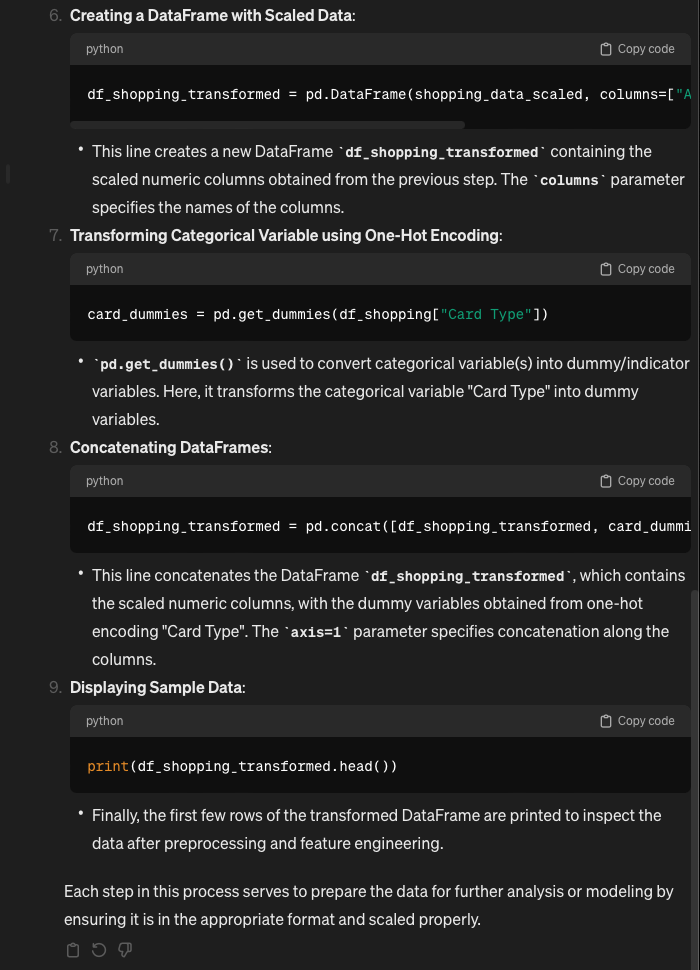 6. Creating a DataFrame with Scaled Data:
python Copy code
df_shopping_transformed = pd.DataFrame(shopping_data_scaled, columns=["A
• This line creates a new DataFrame `df_shopping_transformed` containing the
scaled numeric columns obtained from the previous step. The `columns` parameter
specifies the names of the columns.
7. Transforming Categorical Variable using One-Hot Encoding:
python Copy code
card_dummies = pd.get_dummies(df_shopping["Card Type"])
• `pd.get_dummies()` is used to convert categorical variable(s) into dummy/indicator
variables. Here, it transforms the categorical variable "Card Type" into dummy
variables.
8. Concatenating DataFrames:
python Copy code
df_shopping_transformed = pd.concat([df_shopping_transformed, card_dummi
• This line concatenates the DataFrame `df_shopping_transformed`, which contains
the scaled numeric columns, with the dummy variables obtained from one-hot
encoding "Card Type". The `axis=1` parameter specifies concatenation along the
columns.
9. Displaying Sample Data:
python Copy code
print(df_shopping_transformed.head())
• Finally, the first few rows of the transformed DataFrame are printed to inspect the
data after preprocessing and feature engineering.
Each step in this process serves to prepare the data for further analysis or modeling by
ensuring it is in the appropriate format and scaled properly.